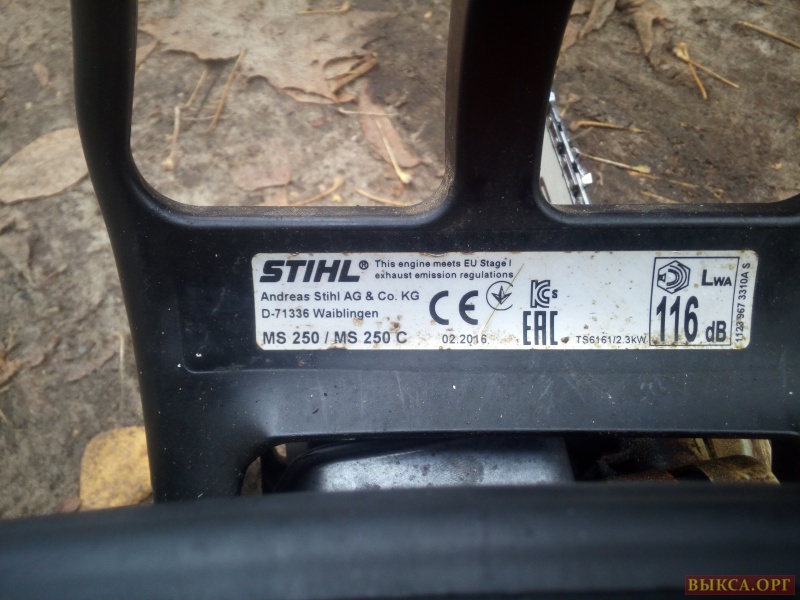 STIHL® This engine meets EU Stage I
exhaust emission regulations.
Andreas Stihl AG & Co. KG
D-71336 Waiblingen
MS 250 / MS 250 C
02.2016
CE
KC s
EAC
TS6161/2.3kW
LWA
116 dB
1123 967 3310A S
ВЫКСА.ОРГ